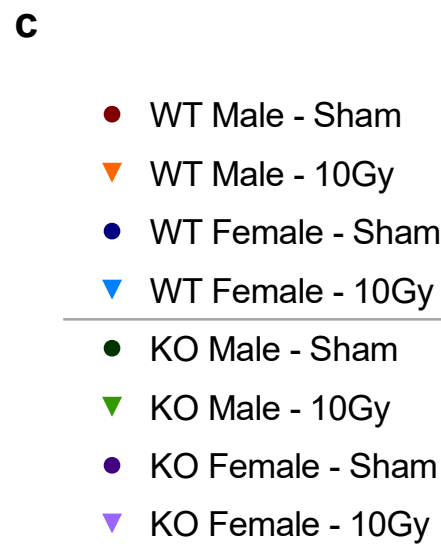 c
WT Male - Sham
WT Male - 10Gy
WT Female - Sham
WT Female - 10Gy
KO Male - Sham
KO Male - 10Gy
KO Female - Sham
KO Female - 10Gy